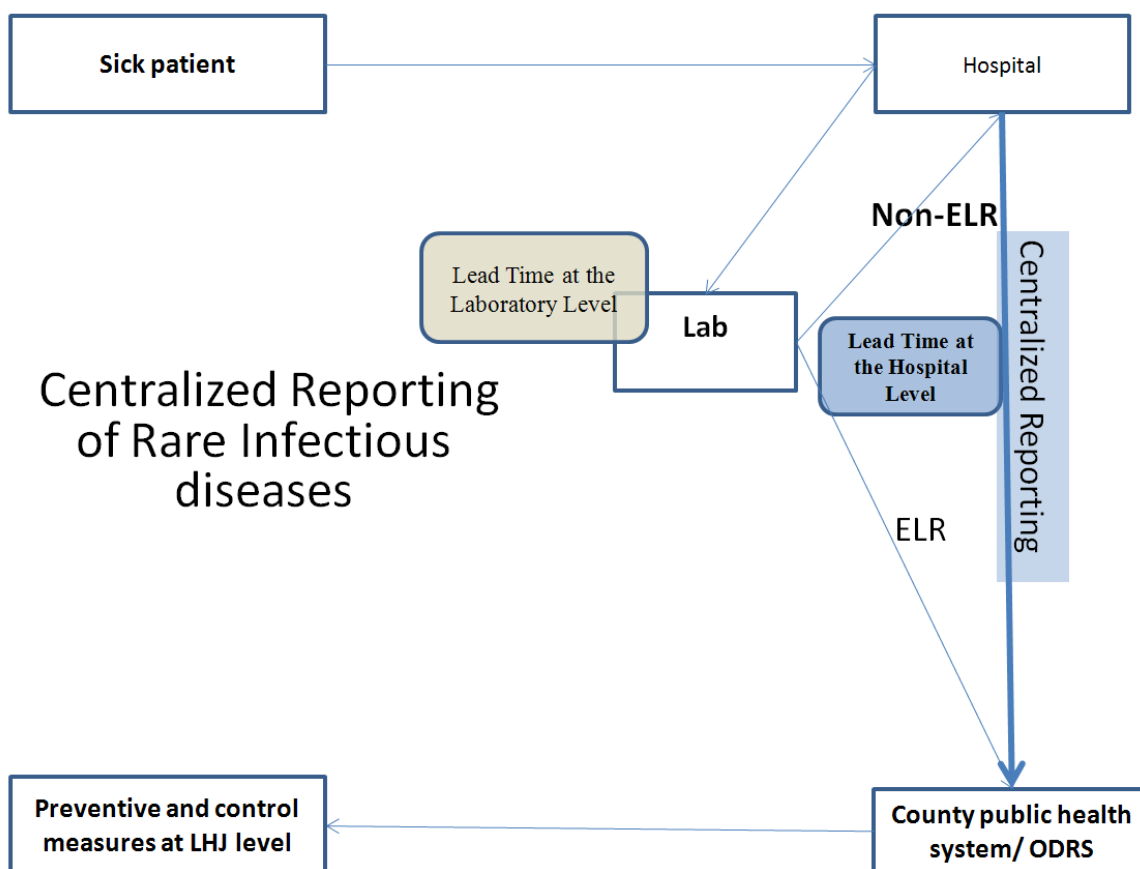 Sick patient
Hospital
Non-ELR
Lead Time at the
Laboratory Level
Lab
Lead Time at
the Hospital
Level
Centralized Reporting
Centralized Reporting
of Rare Infectious
diseases
ELR
Preventive and control
measures at LHJ level
County public health
system/ ODRS